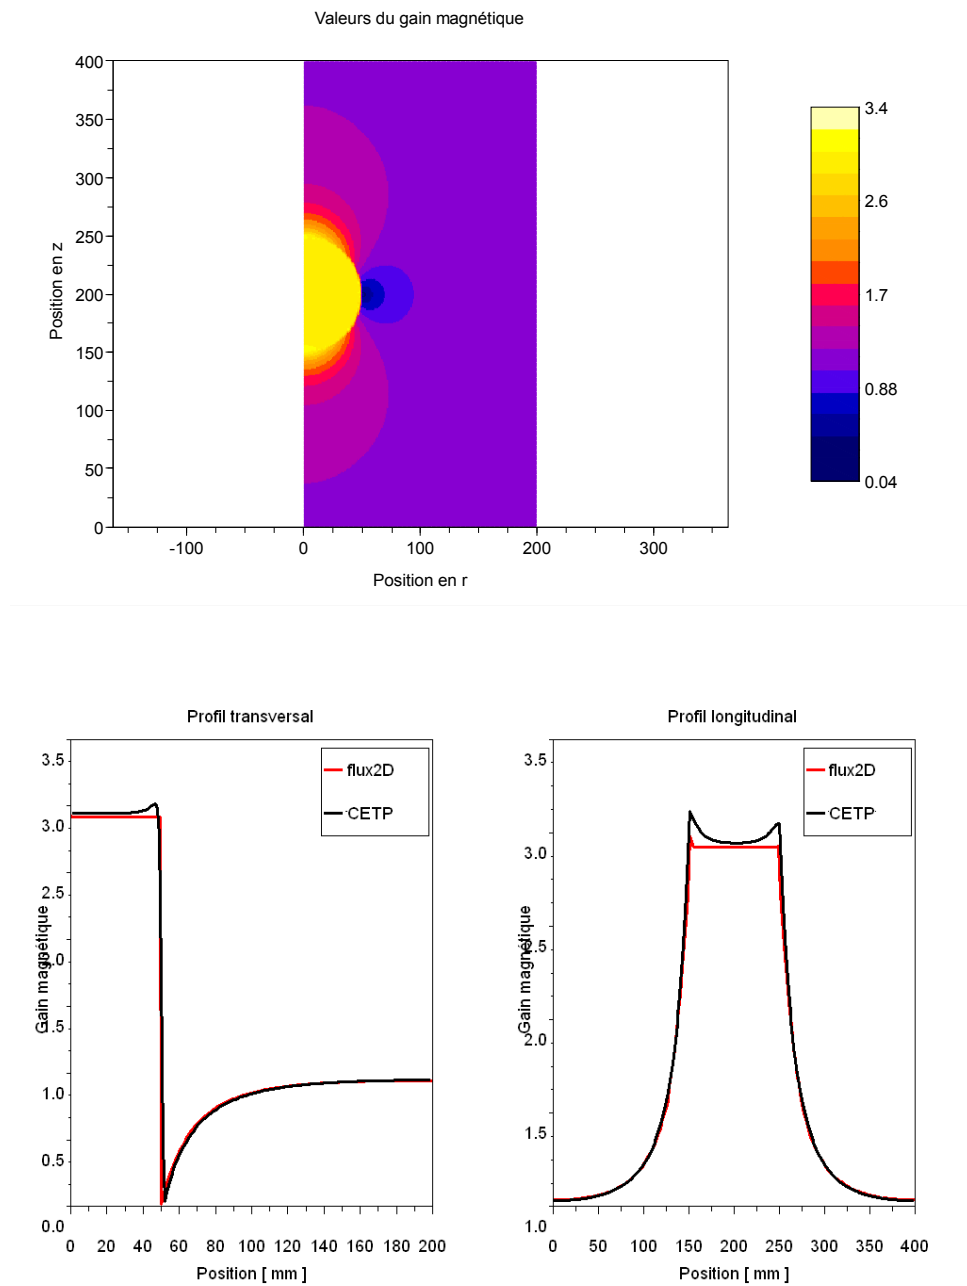 Valeurs du gain magnétique
400
350
300
250
200
150
100
50
0
Position en z
-100 0 100 200 300
Position en r
3.4
2.6
1.7
0.88
0.04
Profil transversal
flux2D
CETP
3.5
3.0
2.5
2.0
1.5
1.0
0.5
0.0
Gain magnétique
0 20 40 60 80 100 120 140 160 180 200
Position [ mm ]
Profil longitudinal
flux2D
CETP
3.5
3.0
2.5
2.0
1.5
1.0
Gain magnétique
0 50 100 150 200 250 300 350 400
Position [ mm ]